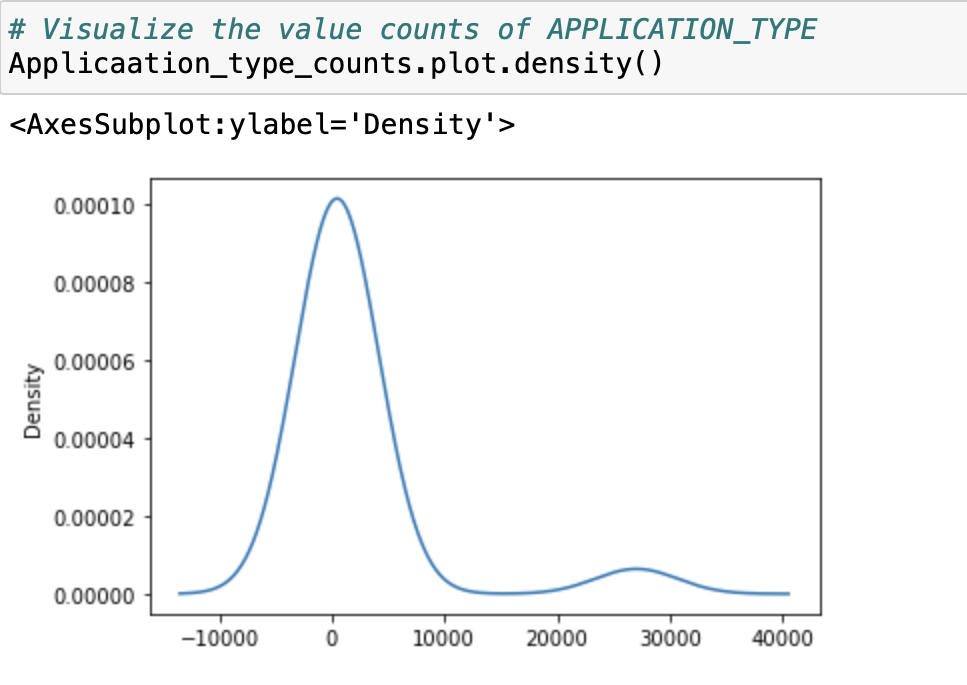 # Visualize the value counts of APPLICATION_TYPE
Applicaation_type_counts.plot.density()
<AxesSubplot:ylabel='Density'>
0.00010
0.00008
0.00006
0.00004
0.00002
0.00000
Density
−10000 0 10000 20000 30000 40000